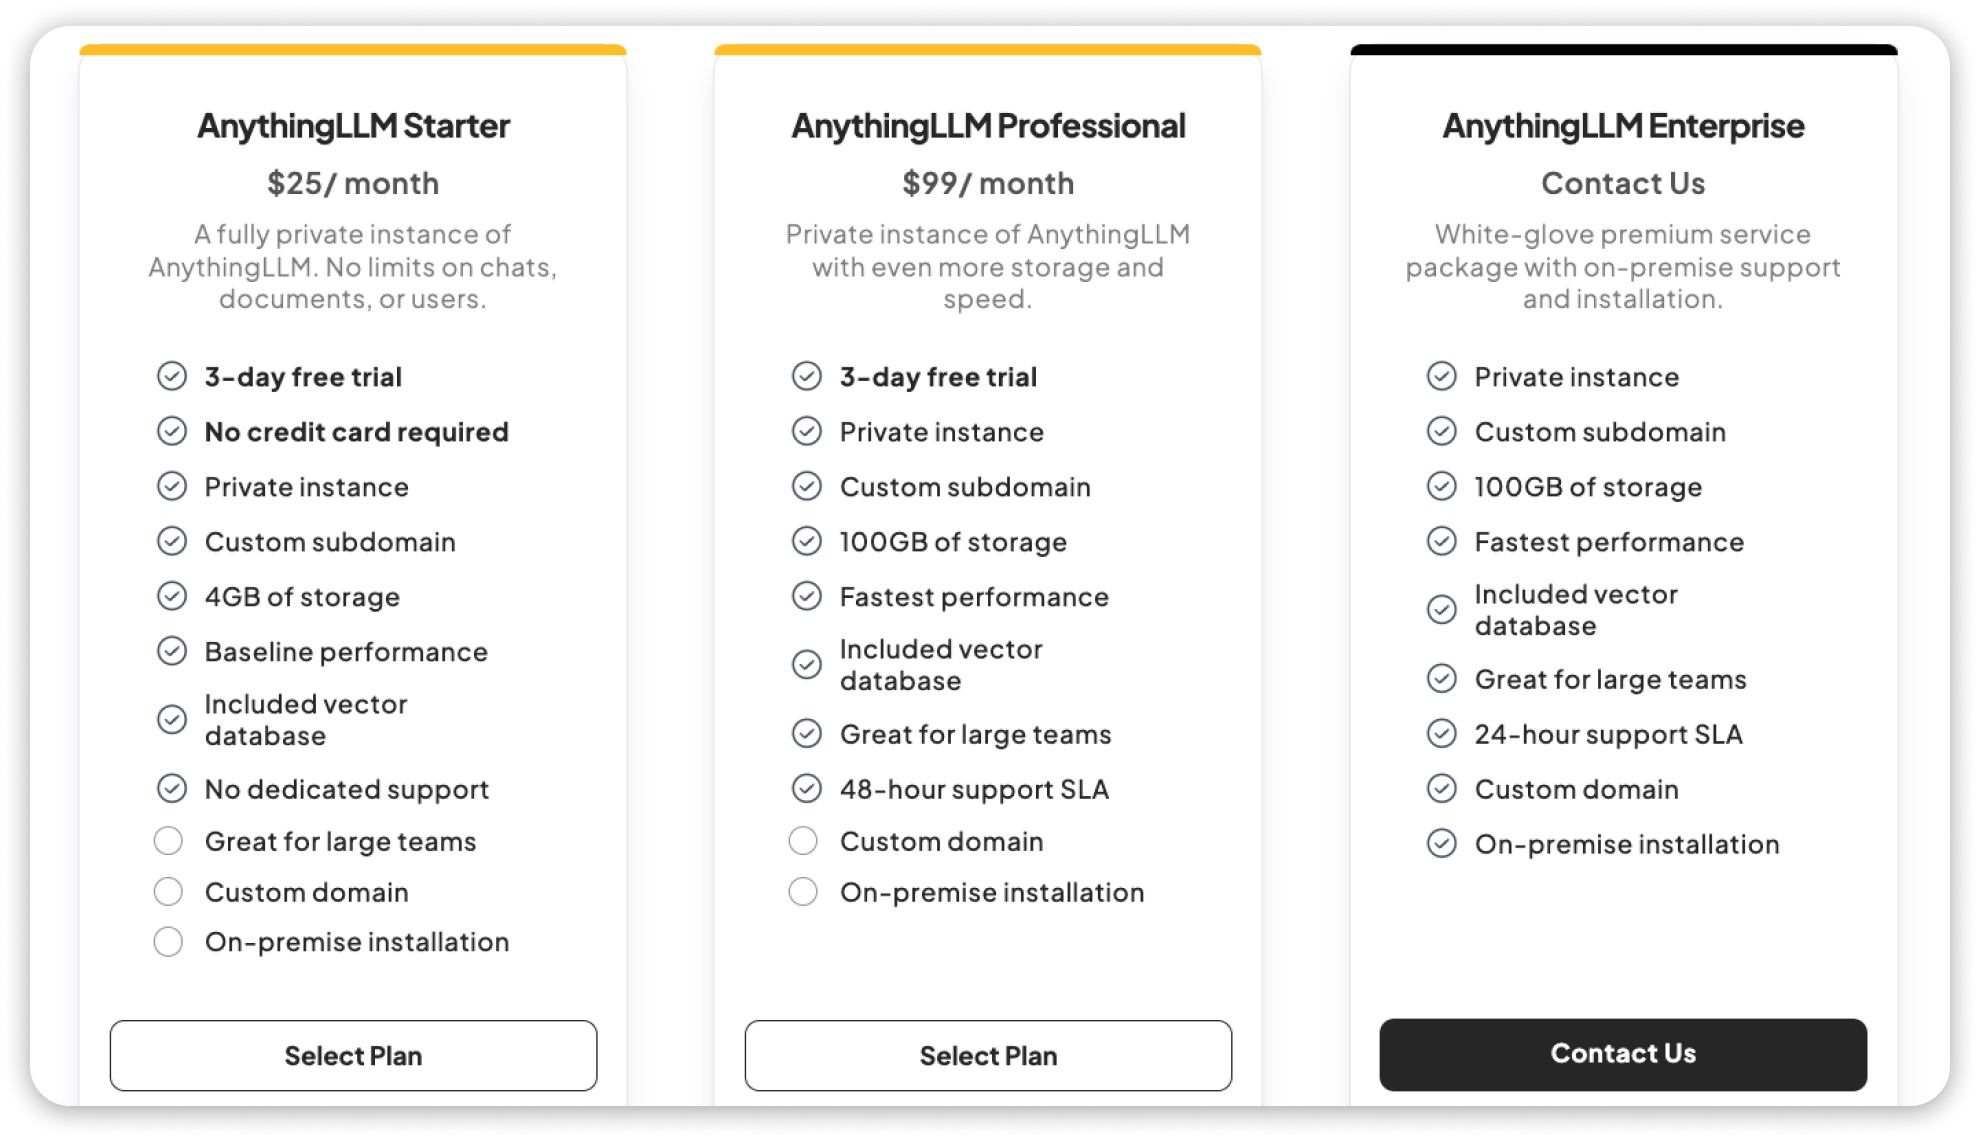 AnythingLLM Starter
$25/ month
A fully private instance of
AnythingLLM. No limits on chats,
documents, or users.
3-day free trial
No credit card required
Private instance
Custom subdomain
4GB of storage
Baseline performance
Included vector
database
No dedicated support
Great for large teams
Custom domain
On-premise installation
Select Plan
AnythingLLM Professional
$99/ month
Private instance of AnythingLLM
with even more storage and
speed.
3-day free trial
Private instance
Custom subdomain
100GB of storage
Fastest performance
Included vector
database
Great for large teams
48-hour support SLA
Custom domain
On-premise installation
Select Plan
AnythingLLM Enterprise
Contact Us
White-glove premium service
package with on-premise support
and installation.
Private instance
Custom subdomain
100GB of storage
Fastest performance
Included vector
database
Great for large teams
24-hour support SLA
Custom domain
On-premise installation
Contact Us